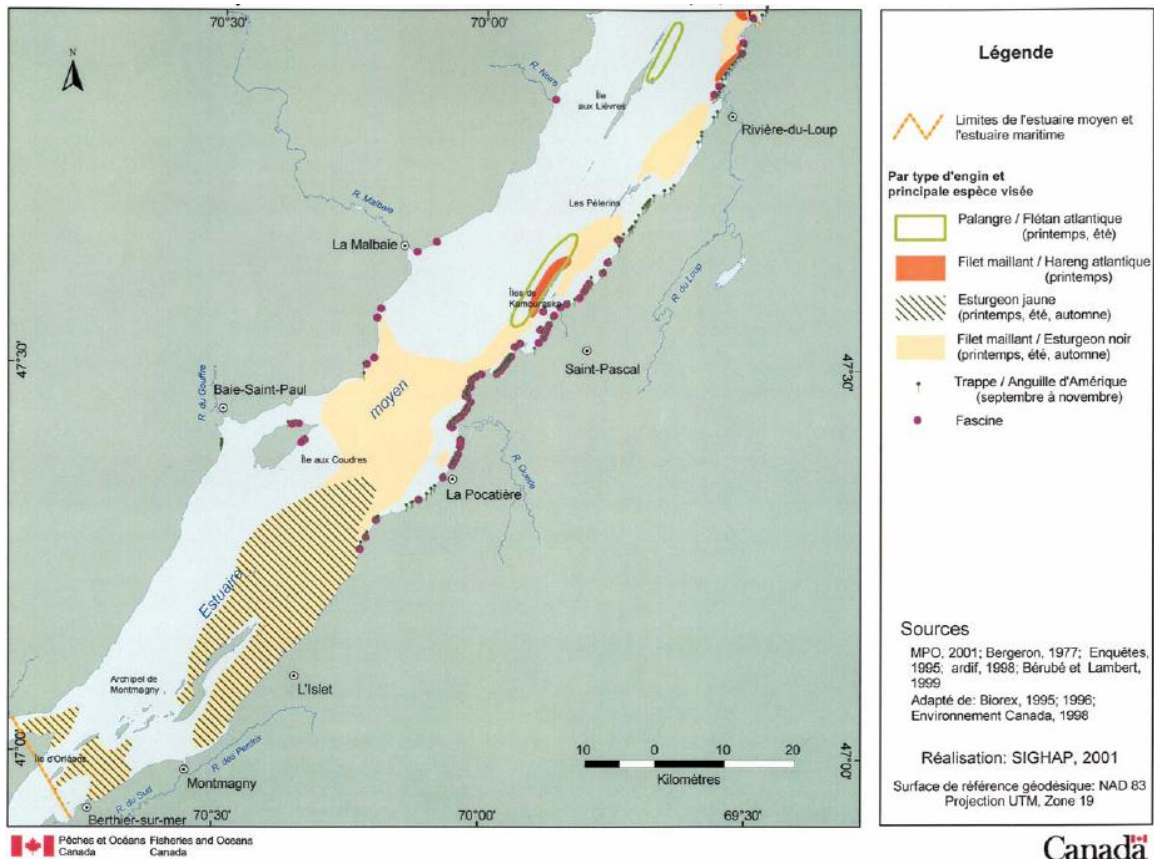 70°30'
70°00'
N
R. Noire
Île
aux Lièvres
Rivière-du-Loup
R. Malbaie
Les Pèlerins
La Malbaie
R. du Loup
Îles de
Kamouraska
47°30'
47°30'
Saint-Pascal
R. du Gouffre
Baie-Saint-Paul
moyen
Île aux Coudres
R. Ouelle
La Pocatière
Estuaire
Archipel de
Montmagny
L'Islet
47°00'
47°00'
Île d'Orléans
R. des Perdrix
Montmagny
R. du Sud
Berthier-sur-mer
10 0 10 20
Kilomètres
70°30'
70°00'
69°30'
Légende
Limites de l'estuaire moyen et
l'estuaire maritime
Par type d'engin et
principale espèce visée
Palangre / Flétan atlantique
(printemps, été)
Filet maillant / Hareng atlantique
(printemps)
Esturgeon jaune
(printemps, été, automne)
Filet maillant / Esturgeon noir
(printemps, été, automne)
Trappe / Anguille d'Amérique
(septembre à novembre)
Fascine
Sources
MPO, 2001; Bergeron, 1977; Enquêtes,
1995; ardif, 1998; Bérubé et Lambert,
1999
Adapté de: Biorex, 1995; 1996;
Environnement Canada, 1998
Réalisation: SIGHAP, 2001
Surface de référence géodésique: NAD 83
Projection UTM, Zone 19
Pêches et Océans Fisheries and Oceans
Canada Canada
Canada